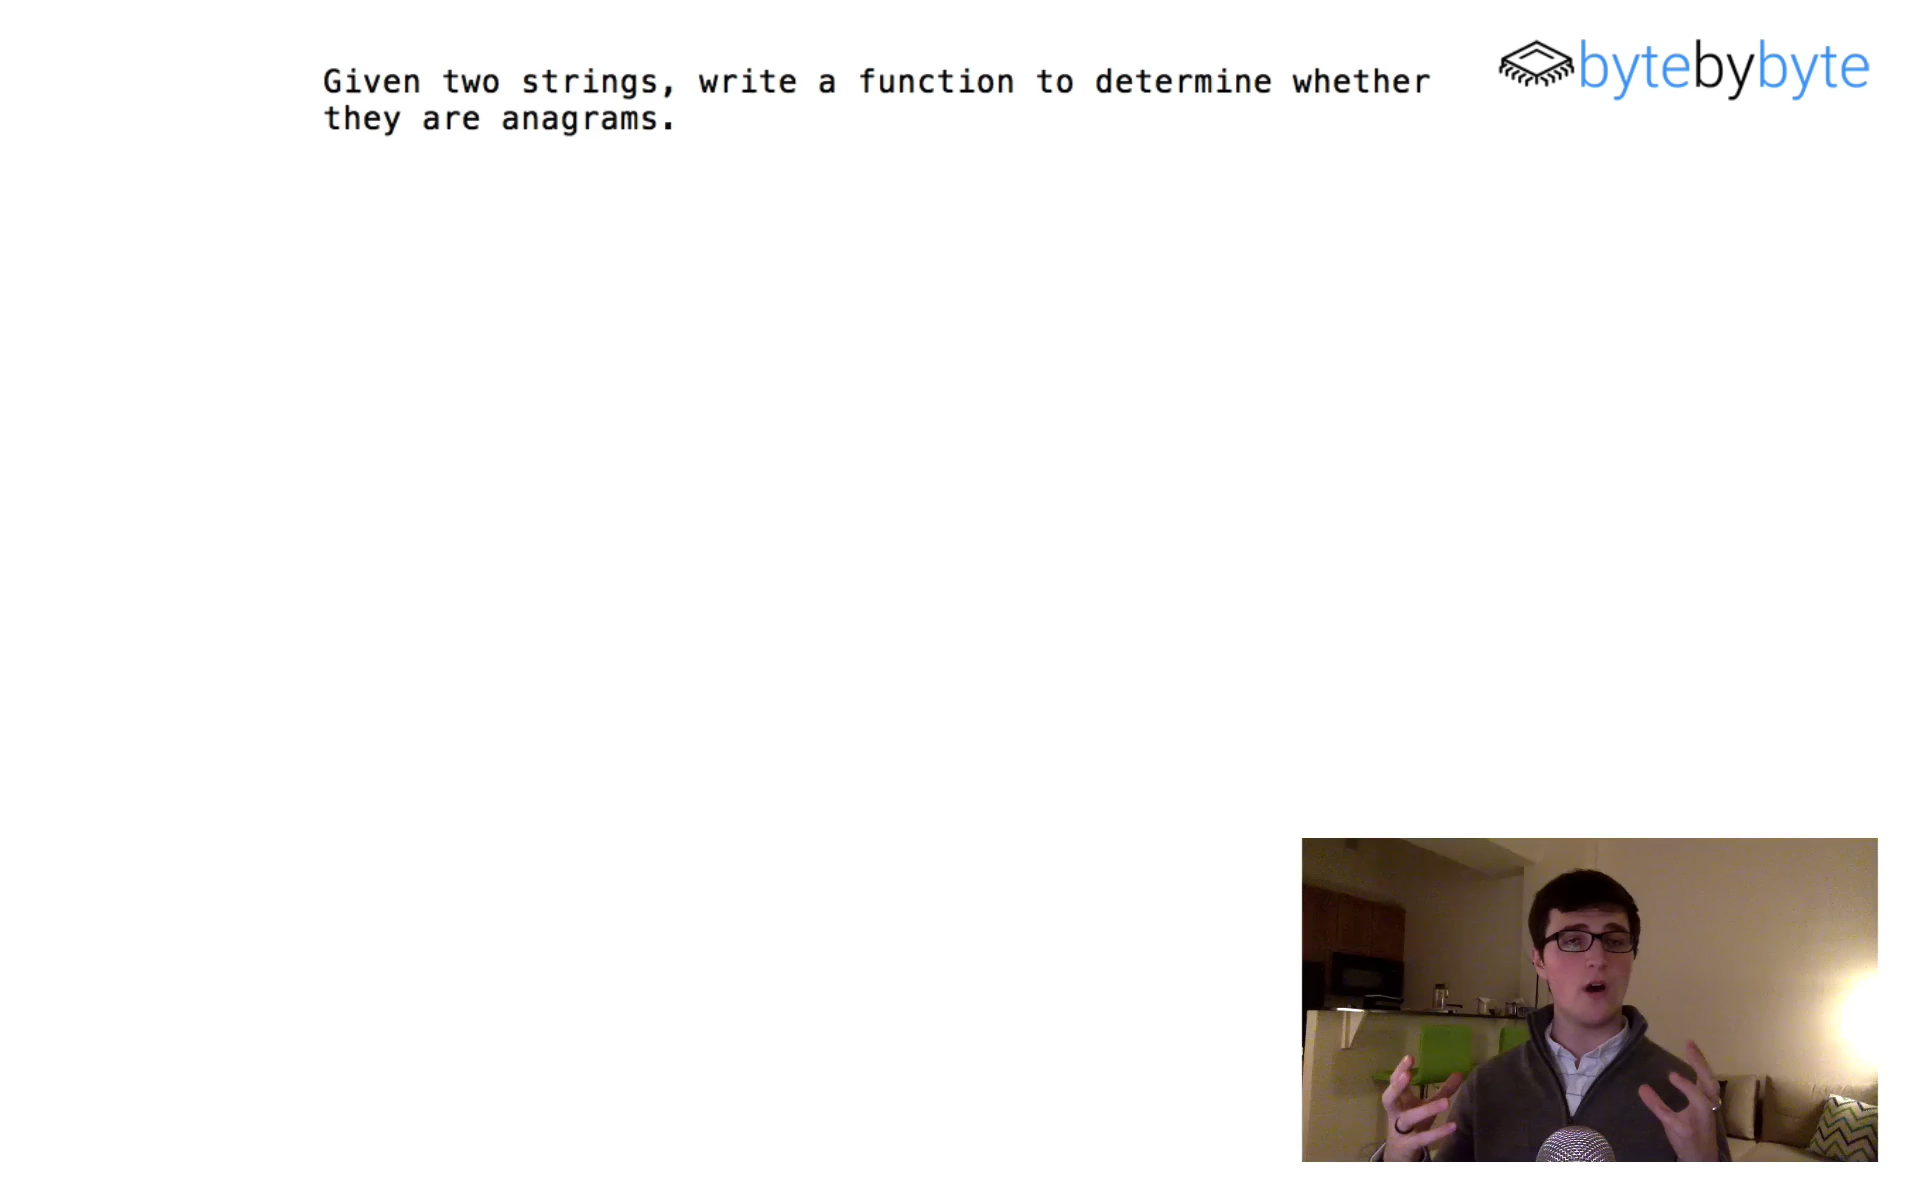 Given two strings, write a function to determine whether
they are anagrams.
bytebybyte